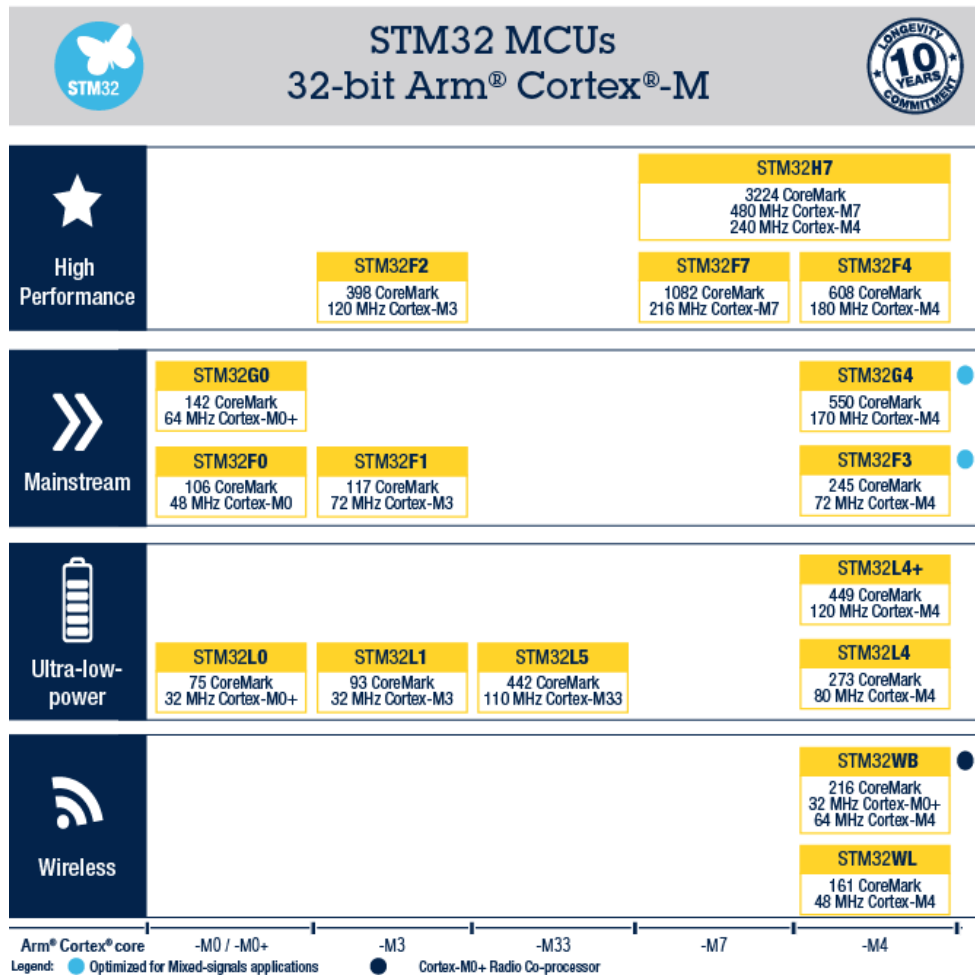 STM32
STM32 MCUs
32-bit Arm® Cortex®-M
LONGEVITY
10
YEARS
COMMITMENT
High
Performance
STM32H7
3224 CoreMark
480 MHz Cortex-M7
240 MHz Cortex-M4
STM32F2
398 CoreMark
120 MHz Cortex-M3
STM32F7
1082 CoreMark
216 MHz Cortex-M7
STM32F4
608 CoreMark
180 MHz Cortex-M4
Mainstream
STM32G0
142 CoreMark
64 MHz Cortex-M0+
STM32G4
550 CoreMark
170 MHz Cortex-M4
STM32F0
106 CoreMark
48 MHz Cortex-M0
STM32F1
117 CoreMark
72 MHz Cortex-M3
STM32F3
245 CoreMark
72 MHz Cortex-M4
Ultra-low-
power
STM32L4+
449 CoreMark
120 MHz Cortex-M4
STM32L0
75 CoreMark
32 MHz Cortex-M0+
STM32L1
93 CoreMark
32 MHz Cortex-M3
STM32L5
442 CoreMark
110 MHz Cortex-M33
STM32L4
273 CoreMark
80 MHz Cortex-M4
Wireless
STM32WB
216 CoreMark
32 MHz Cortex-M0+
64 MHz Cortex-M4
STM32WL
161 CoreMark
48 MHz Cortex-M4
Arm® Cortex® core -M0 / -M0+ -M3 -M33 -M7 -M4
Legend: Optimized for Mixed-signals applications Cortex-M0+ Radio Co-processor